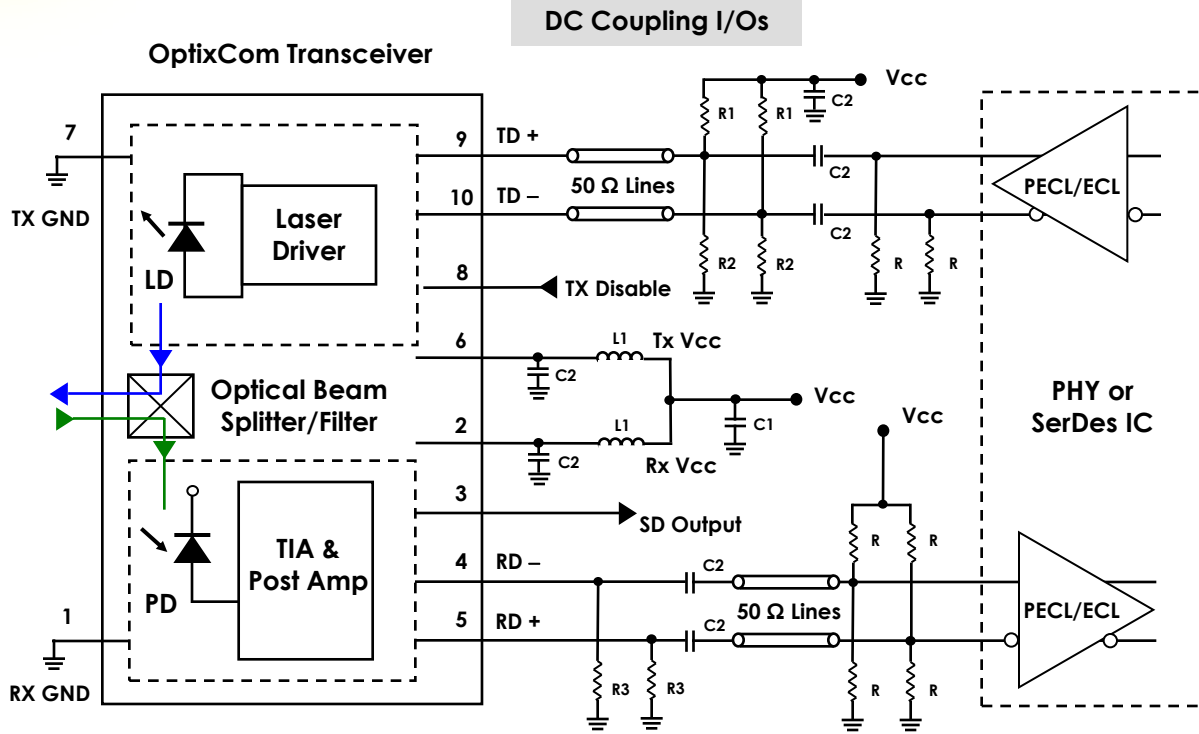 DC Coupling I/Os
OptixCom Transceiver
Vcc
C2
R1
R1
7
9
TD +
50 Ω Lines
C2
PECL/ECL
10
TD –
C2
TX GND
Laser
Driver
LD
R2
R2
R
R
8
TX Disable
6
L1
Tx Vcc
C2
Optical Beam
Splitter/Filter
Vcc
C1
PHY or
SerDes IC
Vcc
2
L1
C2
Rx Vcc
3
SD Output
R
R
TIA &
Post Amp
PD
4
RD –
C2
50 Ω Lines
PECL/ECL
1
5
RD +
C2
RX GND
R3
R3
R
R